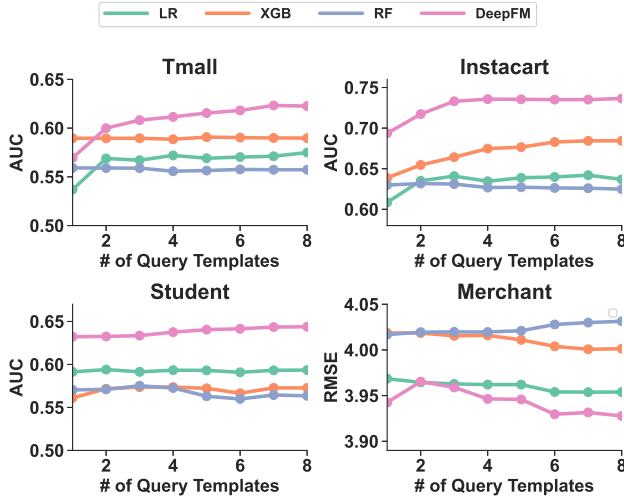 LR XGB RF DeepFM
Tmall
0.65
0.60
0.55
0.50
AUC
2 4 6 8
# of Query Templates
Instacart
0.75
0.70
0.65
0.60
AUC
2 4 6 8
# of Query Templates
Student
0.65
0.60
0.55
0.50
AUC
2 4 6 8
# of Query Templates
Merchant
4.05
4.00
3.95
3.90
RMSE
2 4 6 8
# of Query Templates